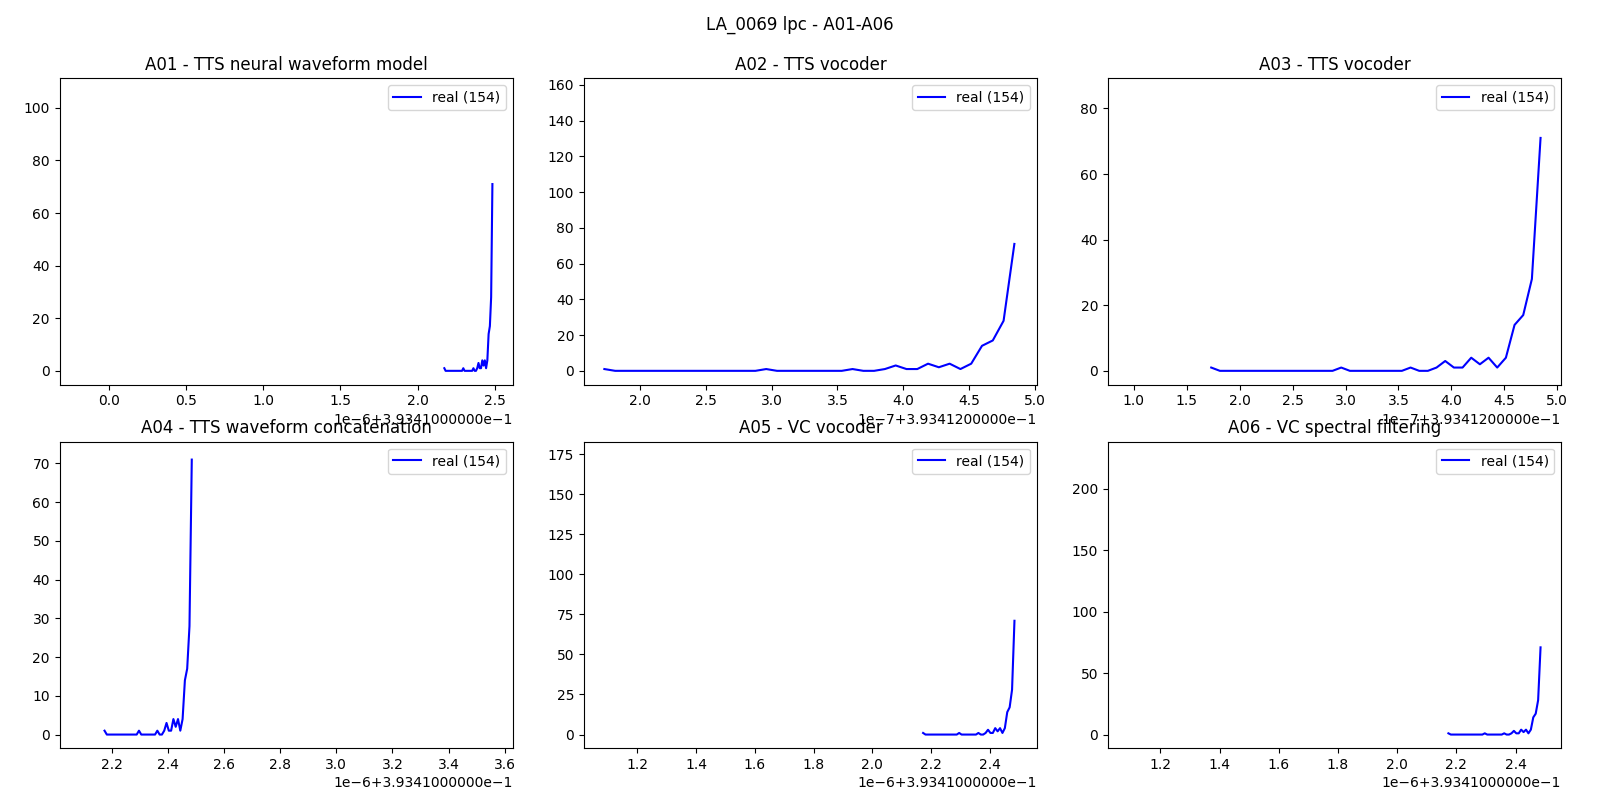 LA_0069 lpc - A01-A06
A01 - TTS neural waveform model
real (154)
100
80
60
40
20
0
0.0 0.5 1.0 1.5 2.0 2.5
1e-6+3.9341000000e-1
A02 - TTS vocoder
real (154)
160
140
120
100
80
60
40
20
0
2.0 2.5 3.0 3.5 4.0 4.5 5.0
1e-7+3.9341200000e-1
A03 - TTS vocoder
real (154)
80
60
40
20
0
1.0 1.5 2.0 2.5 3.0 3.5 4.0 4.5 5.0
1e-7+3.9341200000e-1
A04 - TTS waveform concatenation
real (154)
70
60
50
40
30
20
10
0
2.2 2.4 2.6 2.8 3.0 3.2 3.4 3.6
1e-6+3.9341000000e-1
A05 - VC vocoder
real (154)
175
150
125
100
75
50
25
0
1.2 1.4 1.6 1.8 2.0 2.2 2.4
1e-6+3.9341000000e-1
A06 - VC spectral filtering
real (154)
200
150
100
50
0
1.2 1.4 1.6 1.8 2.0 2.2 2.4
1e-6+3.9341000000e-1